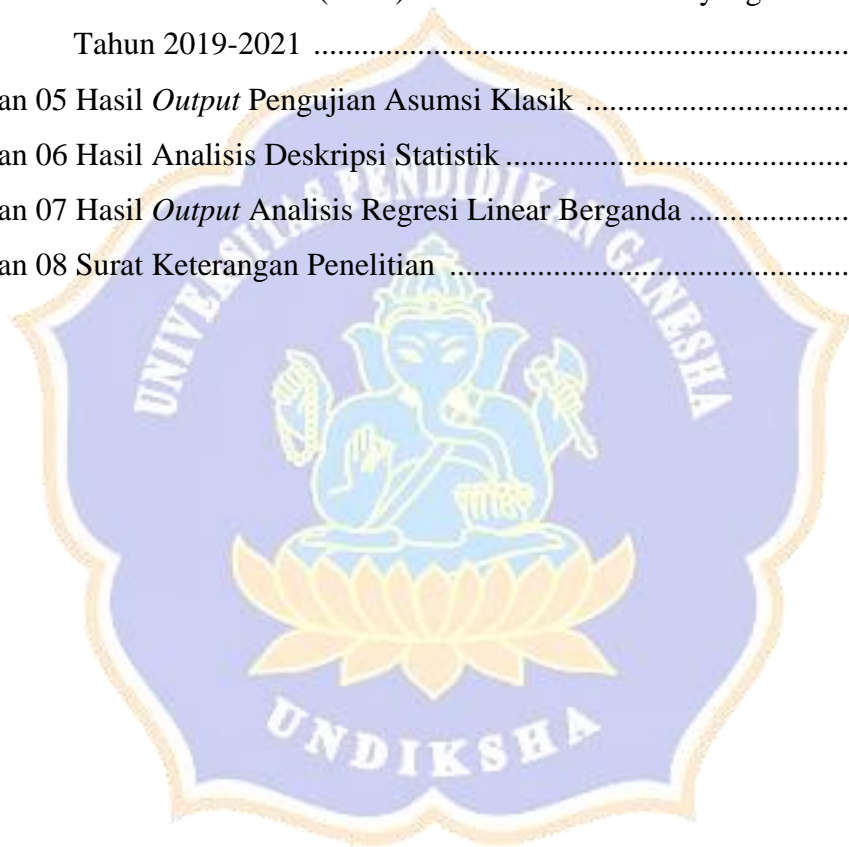 Tahun 2019-2021 ....................................................................
an 05 Hasil Output Pengujian Asumsi Klasik .................................
an 06 Hasil Analisis Deskripsi Statistik ...........................................
an 07 Hasil Output Analisis Regresi Linear Berganda ....................
an 08 Surat Keterangan Penelitian ..................................................
UNIVERSITAS PENDIDIKAN GANESHA
UNDIKSHA